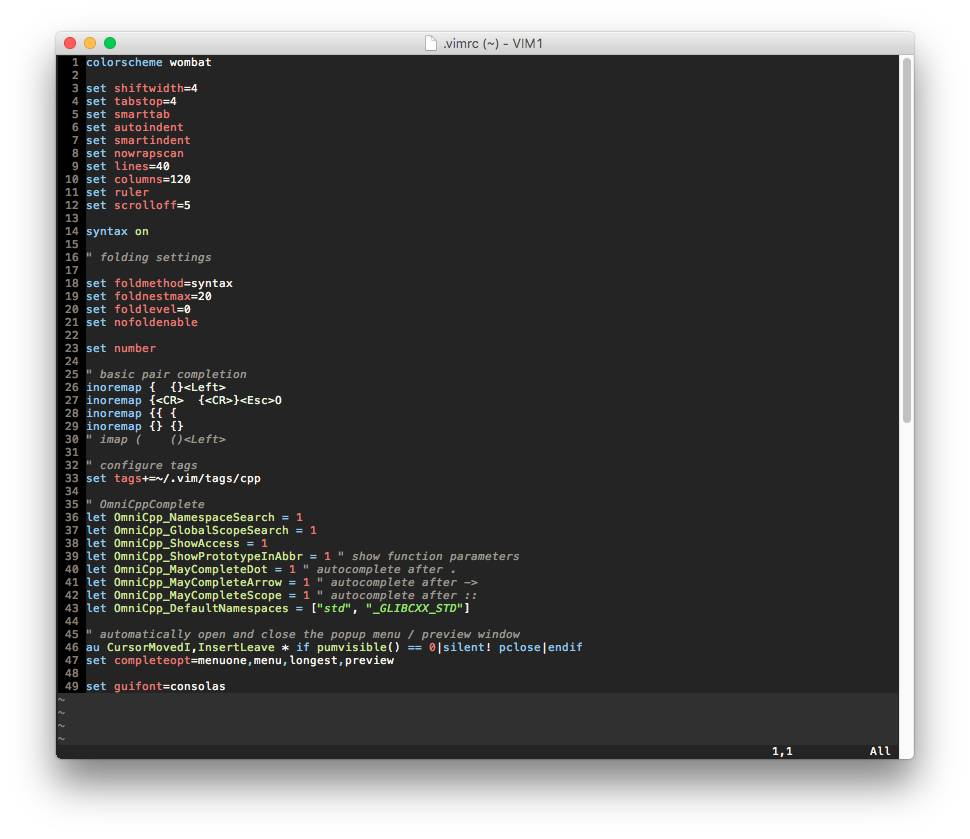 .vimrc (~) - VIM1
1 colorscheme wombat
2
3 set shiftwidth=4
4 set tabstop=4
5 set smarttab
6 set autoindent
7 set smartindent
8 set nowrapscan
9 set lines=40
10 set columns=120
11 set ruler
12 set scrolloff=5
13
14 syntax on
15
16 " folding settings
17
18 set foldmethod=syntax
19 set foldnestmax=20
20 set foldlevel=0
21 set nofoldenable
22
23 set number
24
25 " basic pair completion
26 inoremap {  {}<Left>
27 inoremap {<CR>  {<CR>}<Esc>O
28 inoremap {{ {
29 inoremap {} {}
30 " imap (    ()<Left>
31
32 " configure tags
33 set tags+=~/.vim/tags/cpp
34
35 " OmniCppComplete
36 let OmniCpp_NamespaceSearch = 1
37 let OmniCpp_GlobalScopeSearch = 1
38 let OmniCpp_ShowAccess = 1
39 let OmniCpp_ShowPrototypeInAbbr = 1 " show function parameters
40 let OmniCpp_MayCompleteDot = 1 " autocomplete after .
41 let OmniCpp_MayCompleteArrow = 1 " autocomplete after ->
42 let OmniCpp_MayCompleteScope = 1 " autocomplete after ::
43 let OmniCpp_DefaultNamespaces = ["std", "_GLIBCXX_STD"]
44
45 " automatically open and close the popup menu / preview window
46 au CursorMovedI,InsertLeave * if pumvisible() == 0|silent! pclose|endif
47 set completeopt=menuone,menu,longest,preview
48
49 set guifont=consolas
~
~
~
~
1,1 All